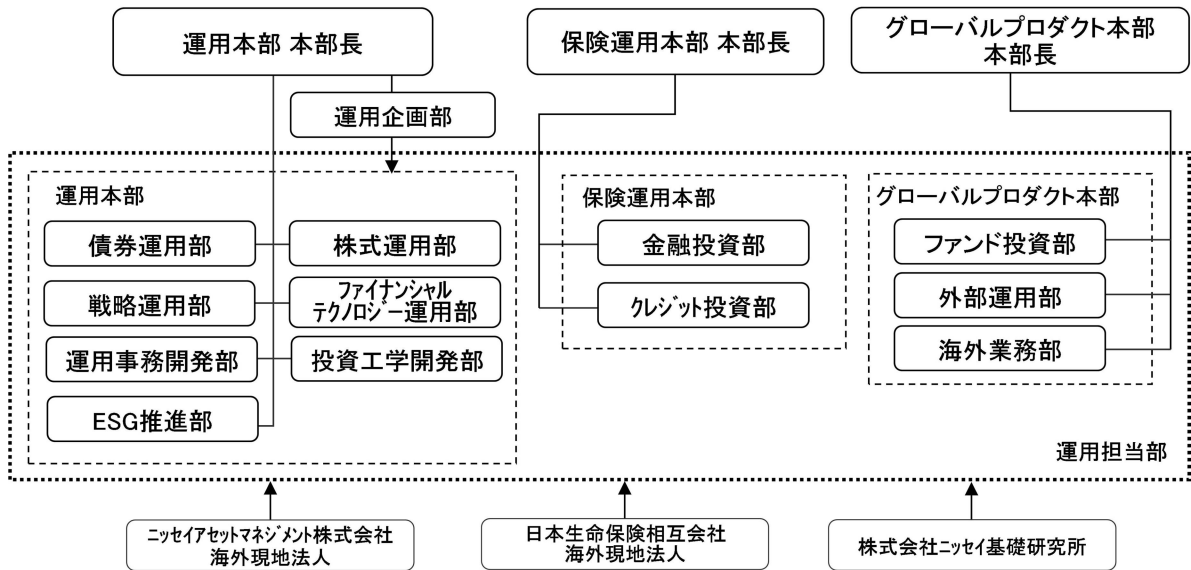 運用本部 本部長
保険運用本部 本部長
グローバルプロダクト本部
本部長
運用企画部
運用本部
債券運用部
株式運用部
戦略運用部
ファイナンシャル
テクノロジー運用部
運用事務開発部
投資工学開発部
ESG推進部
保険運用本部
金融投資部
クレジット投資部
グローバルプロダクト本部
ファンド投資部
外部運用部
海外業務部
運用担当部
ニッセイアセットマネジメント株式会社
海外現地法人
日本生命保険相互会社
海外現地法人
株式会社ニッセイ基礎研究所